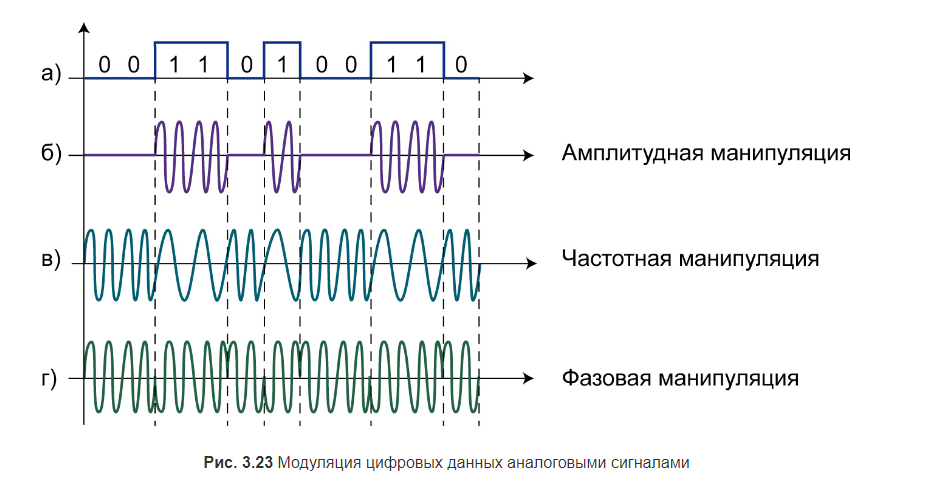 а) 0 0 1 1 0 1 0 0 1 1 0
б) Амплитудная манипуляция
в) Частотная манипуляция
г) Фазовая манипуляция
Рис. 3.23 Модуляция цифровых данных аналоговыми сигналами